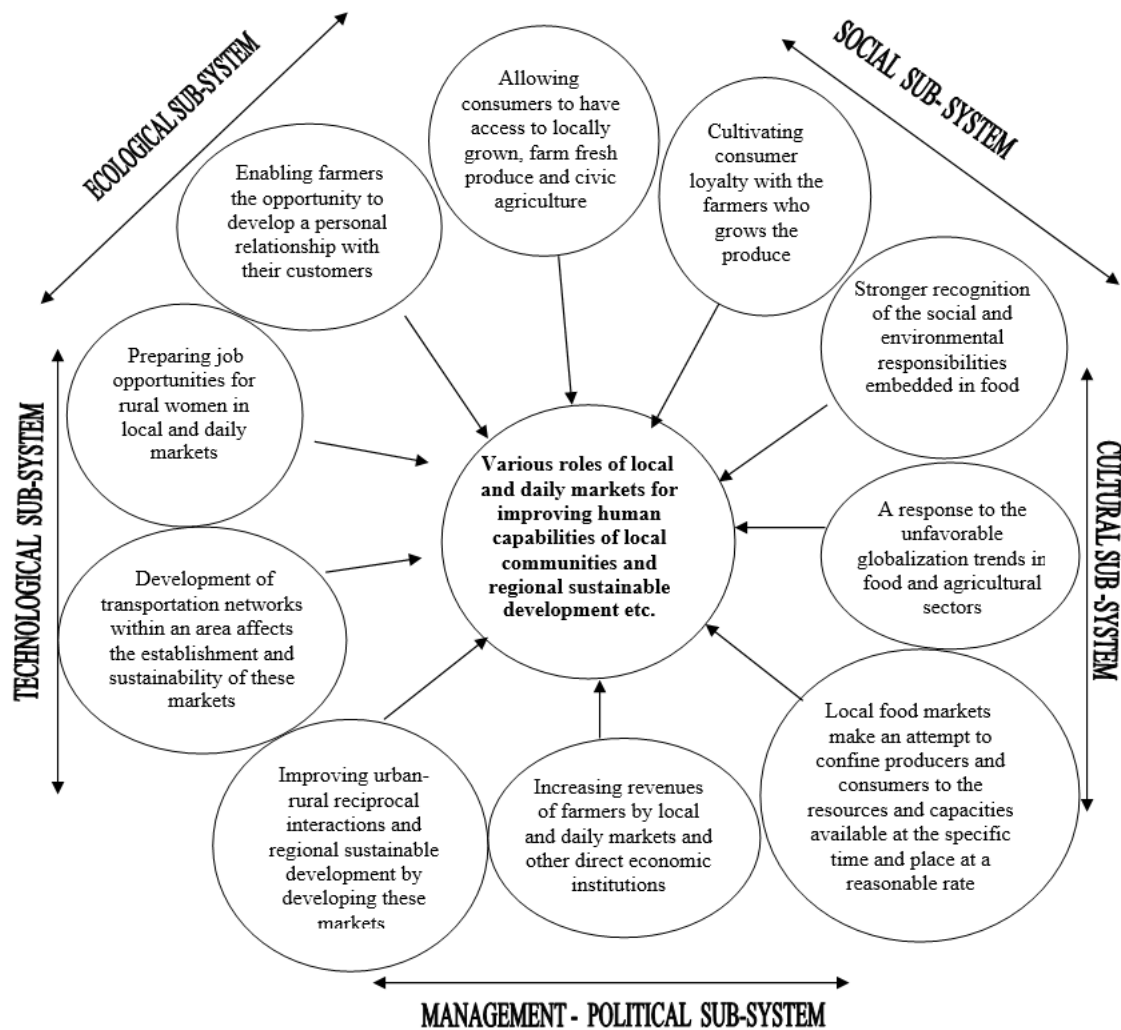 ECOLOGICAL SUB-SYSTEM
SOCIAL SUB- SYSTEM
Allowing
consumers to have
access to locally
grown, farm fresh
produce and civic
agriculture
Cultivating
consumer
loyalty with the
farmers who
grows the
produce
Enabling farmers
the opportunity to
develop a personal
relationship with
their customers
Stronger recognition
of the social and
environmental
responsibilities
embedded in food
Preparing job
opportunities for
rural women in
local and daily
markets
TECHNOLOGICAL SUB-SYSTEM
Various roles of local
and daily markets for
improving human
capabilities of local
communities and
regional sustainable
development etc.
CULTURAL SUB -SYSTEM
A response to the
unfavorable
globalization trends in
food and agricultural
sectors
Development of
transportation networks
within an area affects
the establishment and
sustainability of these
markets
Local food markets
make an attempt to
confine producers and
consumers to the
resources and capacities
available at the specific
time and place at a
reasonable rate
Improving urban-
rural reciprocal
interactions and
regional sustainable
development by
developing these
markets
Increasing revenues
of farmers by local
and daily markets and
other direct economic
institutions
MANAGEMENT - POLITICAL SUB-SYSTEM